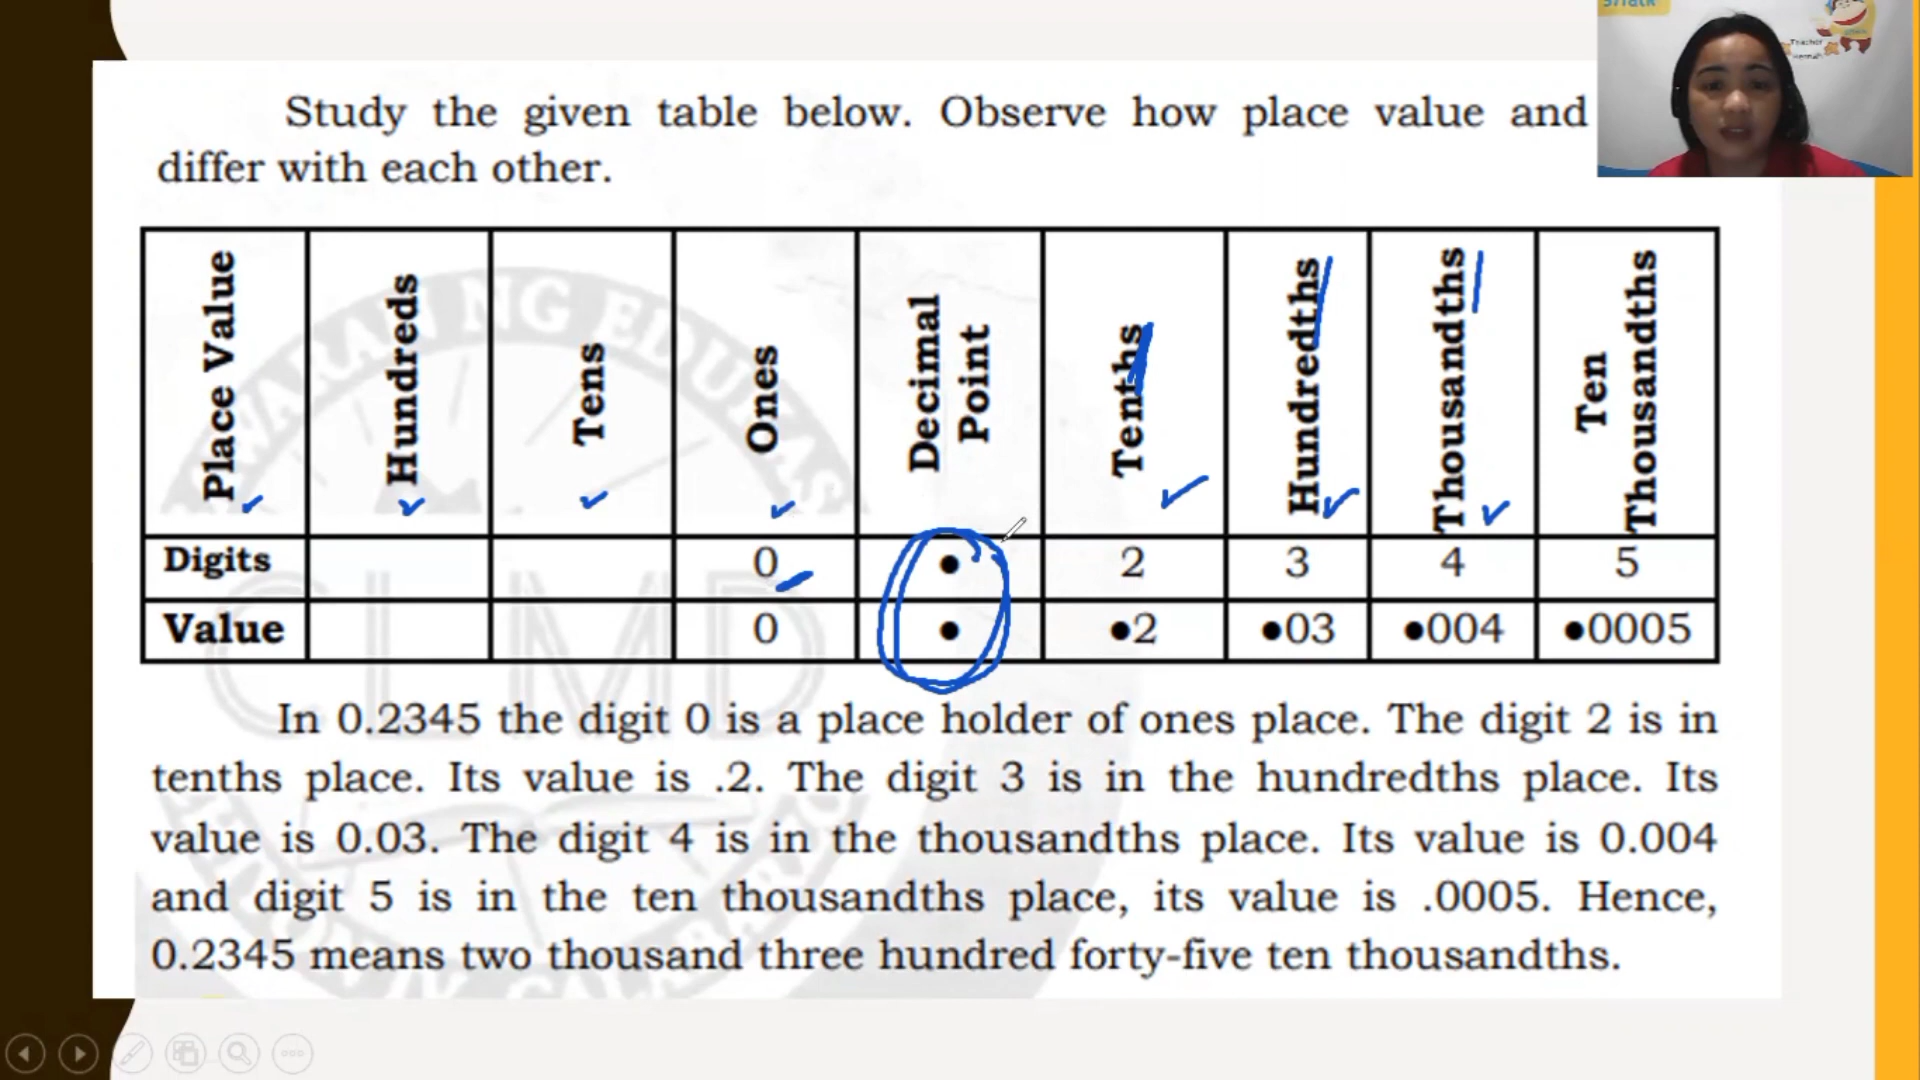 Study the given table below. Observe how place value and
differ with each other.
Place Value
Hundreds
Tens
Ones
Decimal
Point
Tenths
Hundredths
Thousandths
Ten
Thousandths
Digits 0 ● 2 3 4 5
Value 0 ● ●2 ●03 ●004 ●0005
In 0.2345 the digit 0 is a place holder of ones place. The digit 2 is in
tenths place. Its value is .2. The digit 3 is in the hundredths place. Its
value is 0.03. The digit 4 is in the thousandths place. Its value is 0.004
and digit 5 is in the ten thousandths place, its value is .0005. Hence,
0.2345 means two thousand three hundred forty-five ten thousandths.
CLMD
Teacher
Hannah